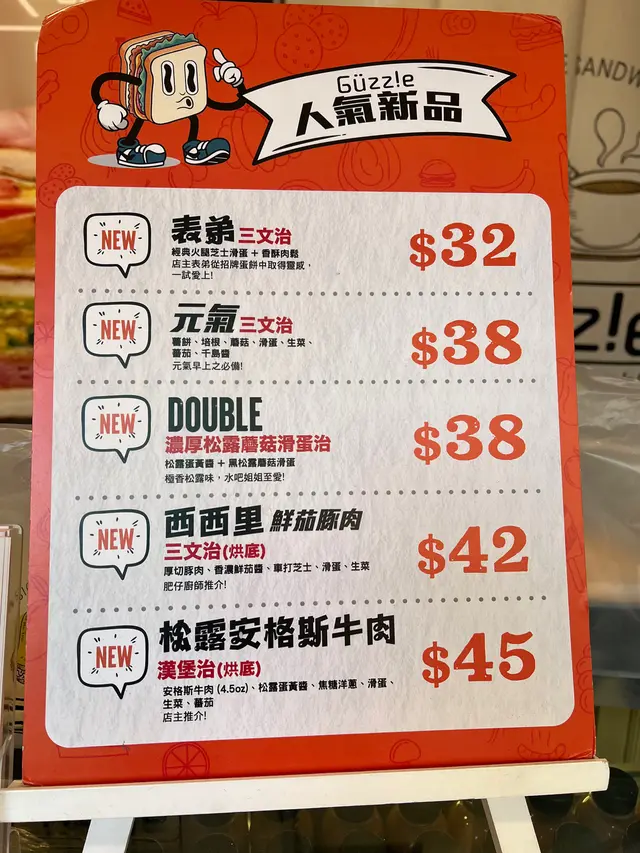 Güzz!e
人氣新品
NEW
表弟三文治
經典火腿芝士滑蛋 + 香酥肉鬆
店主表弟從招牌蛋餅中取得靈感，
一試愛上!
$32
NEW
元氣三文治
薯餅、培根、蘑菇、滑蛋、生菜、
蕃茄、千島醬
元氣早上之必備!
$38
NEW
DOUBLE
濃厚松露蘑菇滑蛋治
松露蛋黃醬 + 黑松露蘑菇滑蛋
極香松露味，水吧姐姐至愛!
$38
NEW
西西里 鮮茄豚肉
三文治(烘底)
厚切豚肉、香濃鮮茄醬、車打芝士、滑蛋、生菜
肥仔廚師推介!
$42
NEW
松露安格斯牛肉
漢堡治(烘底)
安格斯牛肉 (4.5oz)、松露蛋黃醬、焦糖洋蔥、滑蛋、
生菜、蕃茄
店主推介!
$45
SANDW
z!e